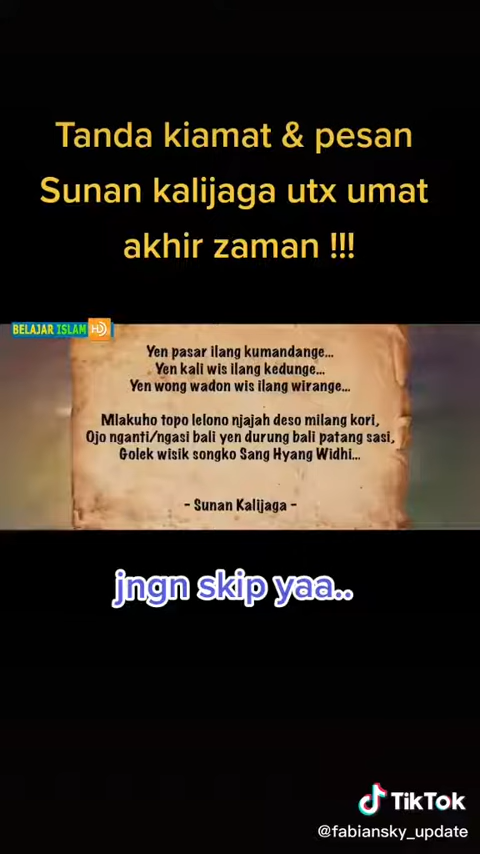 Tanda kiamat & pesan
Sunan kalijaga utx umat
akhir zaman !!!
BELAJAR ISLAM HD
Yen pasar ilang kumandange...
Yen kali wis ilang kedunge...
Yen wong wadon wis ilang wirange...
Mlakuho topo lelono njajah deso milang kori,
Ojo nganti/ngasi bali yen durung bali patang sasi,
Golek wisik songko Sang Hyang Widhi...
- Sunan Kalijaga -
jngn skip yaa..
TikTok
@fabiansky_update